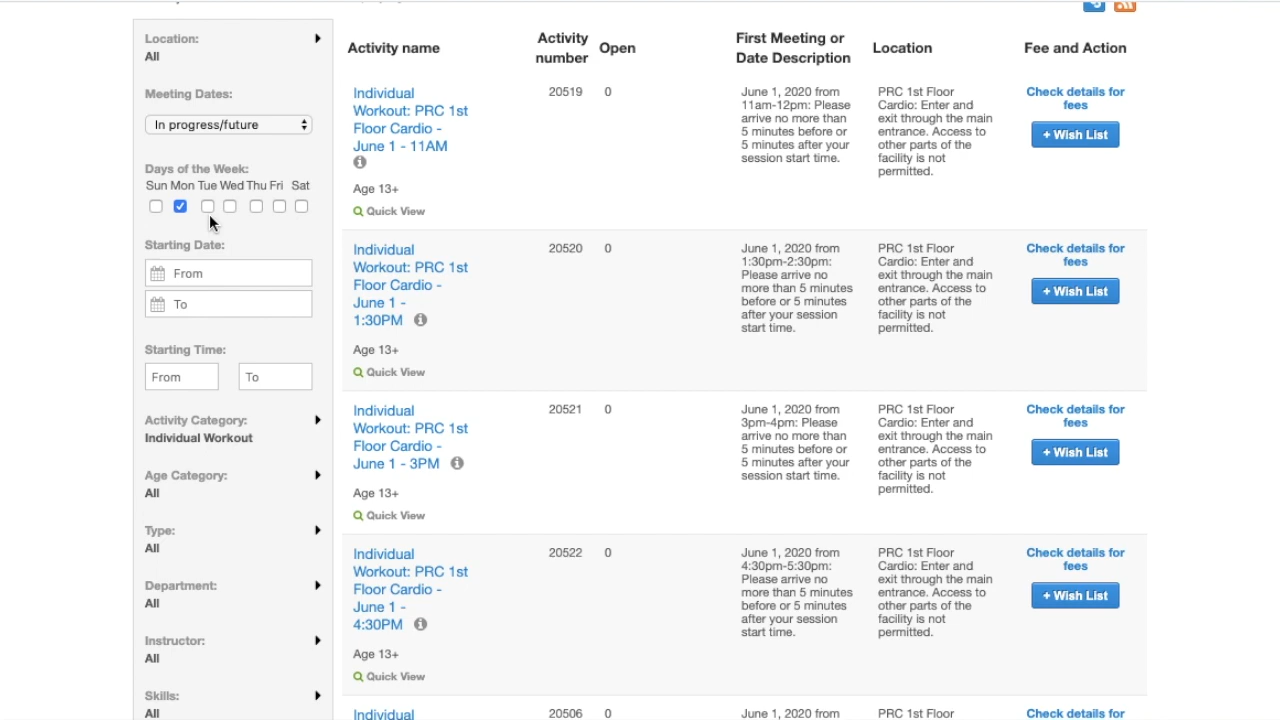 Location:
All
Meeting Dates:
In progress/future
Days of the Week:
Sun Mon Tue Wed Thu Fri Sat
Starting Date:
From
To
Starting Time:
From To
Activity Category:
Individual Workout
Age Category:
All
Type:
All
Department:
All
Instructor:
All
Skills:
All
Activity name
Activity
number
Open
First Meeting or
Date Description
Location
Fee and Action
Individual
Workout: PRC 1st
Floor Cardio -
June 1 - 11AM
Age 13+
Quick View
20519
0
June 1, 2020 from
11am-12pm: Please
arrive no more than
5 minutes before or
5 minutes after your
session start time.
PRC 1st Floor
Cardio: Enter and
exit through the main
entrance. Access to
other parts of the
facility is not
permitted.
Check details for
fees
+ Wish List
Individual
Workout: PRC 1st
Floor Cardio -
June 1 -
1:30PM
Age 13+
Quick View
20520
0
June 1, 2020 from
1:30pm-2:30pm:
Please arrive no
more than 5 minutes
before or 5 minutes
after your session
start time.
PRC 1st Floor
Cardio: Enter and
exit through the main
entrance. Access to
other parts of the
facility is not
permitted.
Check details for
fees
+ Wish List
Individual
Workout: PRC 1st
Floor Cardio -
June 1 - 3PM
Age 13+
Quick View
20521
0
June 1, 2020 from
3pm-4pm: Please
arrive no more than
5 minutes before or
5 minutes after your
session start time.
PRC 1st Floor
Cardio: Enter and
exit through the main
entrance. Access to
other parts of the
facility is not
permitted.
Check details for
fees
+ Wish List
Individual
Workout: PRC 1st
Floor Cardio -
June 1 -
4:30PM
Age 13+
Quick View
20522
0
June 1, 2020 from
4:30pm-5:30pm:
Please arrive no
more than 5 minutes
before or 5 minutes
after your session
start time.
PRC 1st Floor
Cardio: Enter and
exit through the main
entrance. Access to
other parts of the
facility is not
permitted.
Check details for
fees
+ Wish List
Individual
20506
0
June 1, 2020 from
PRC 1st Floor
Check details for